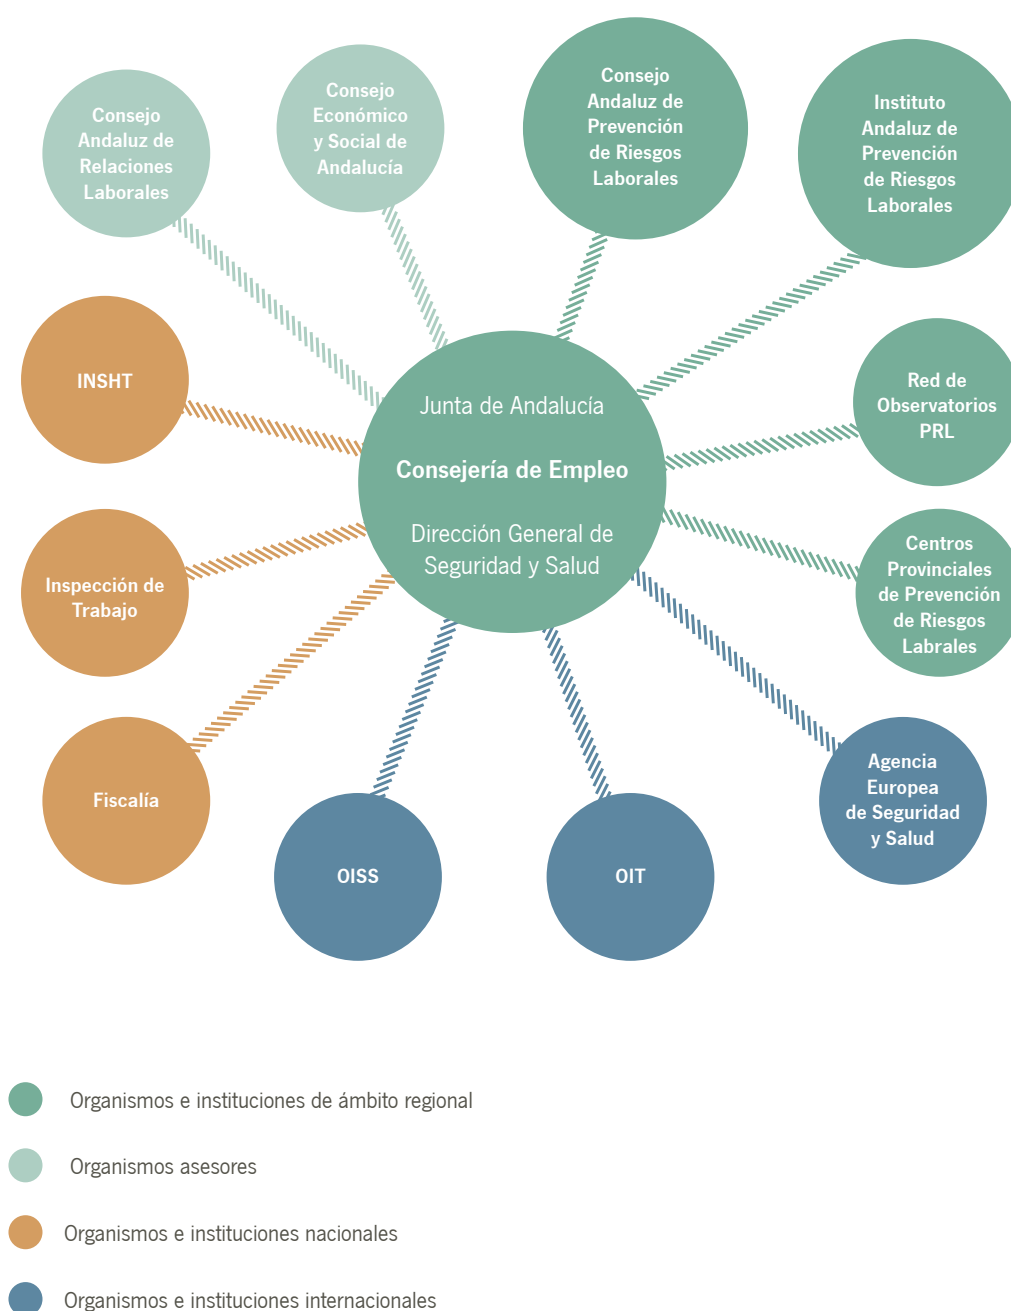 Consejo
Andaluz de
Relaciones
Laborales
Consejo
Económico
y Social de
Andalucía
Consejo
Andaluz de
Prevención
de Riesgos
Laborales
Instituto
Andaluz de
Prevención
de Riesgos
Laborales
INSHT
Junta de Andalucía
Consejería de Empleo
Dirección General de
Seguridad y Salud
Red de
Observatorios
PRL
Inspección de
Trabajo
Centros
Provinciales
de Prevención
de Riesgos
Labrales
Fiscalía
OISS
OIT
Agencia
Europea
de Seguridad
y Salud
Organismos e instituciones de ámbito regional
Organismos asesores
Organismos e instituciones nacionales
Organismos e instituciones internacionales